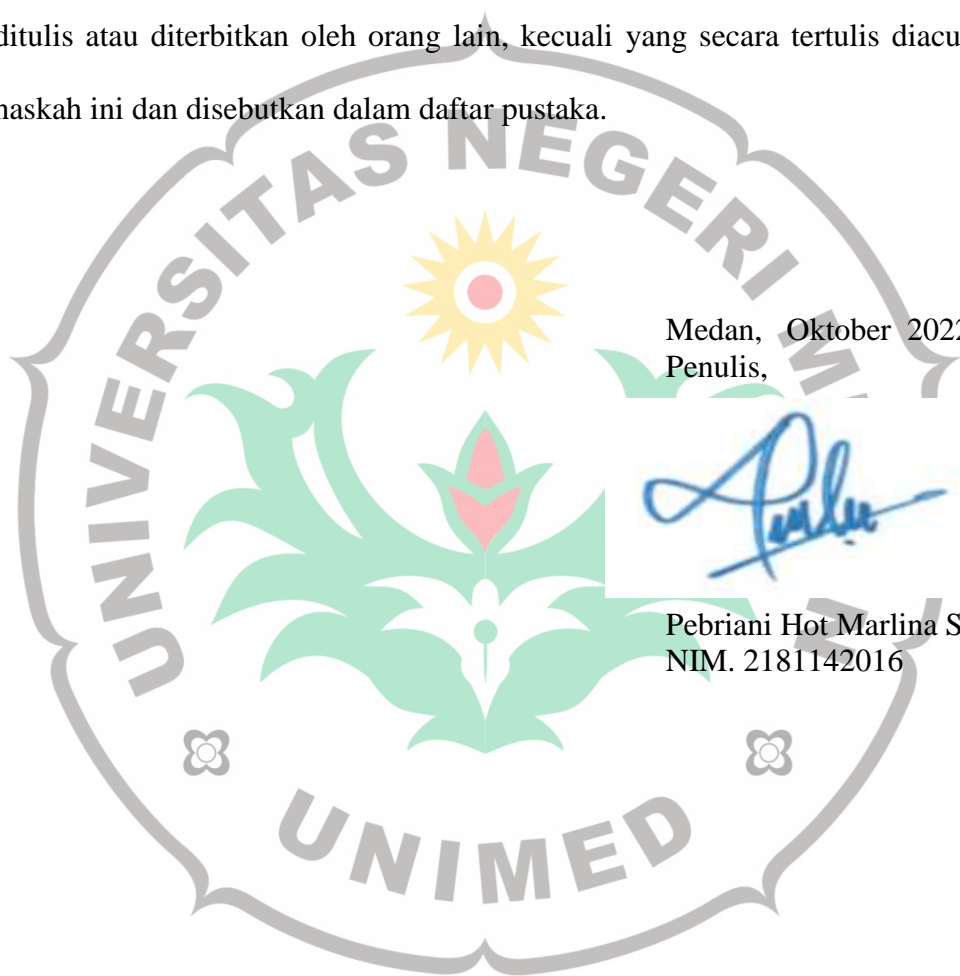 ditulis atau diterbitkan oleh orang lain, kecuali yang secara tertulis diacu
naskah ini dan disebutkan dalam daftar pustaka.
UNIVERSITAS NEGERI M N
Medan, Oktober 2022
Penulis,
Pebriani Hot Marlina S
NIM. 2181142016
UNIMED